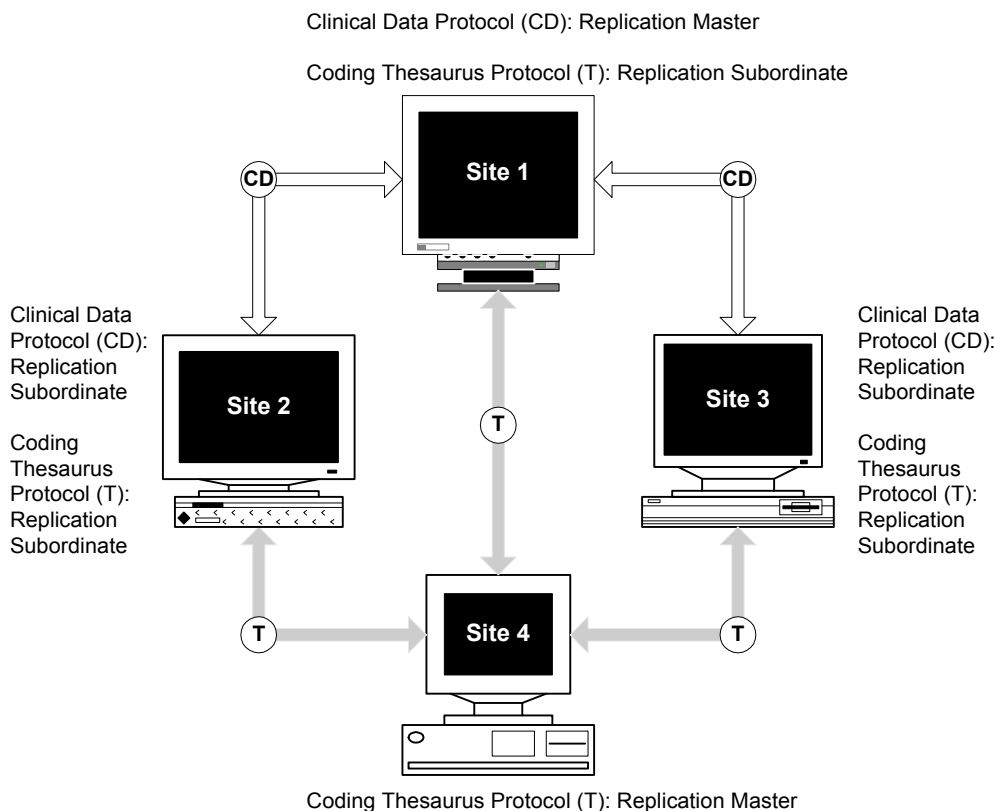 Clinical Data Protocol (CD): Replication Master
Coding Thesaurus Protocol (T): Replication Subordinate
Site 1
CD
CD
Clinical Data
Protocol (CD):
Replication
Subordinate
Coding
Thesaurus
Protocol (T):
Replication
Subordinate
Site 2
T
Site 3
Clinical Data
Protocol (CD):
Replication
Subordinate
Coding
Thesaurus
Protocol (T):
Replication
Subordinate
T
Site 4
T
Coding Thesaurus Protocol (T): Replication Master